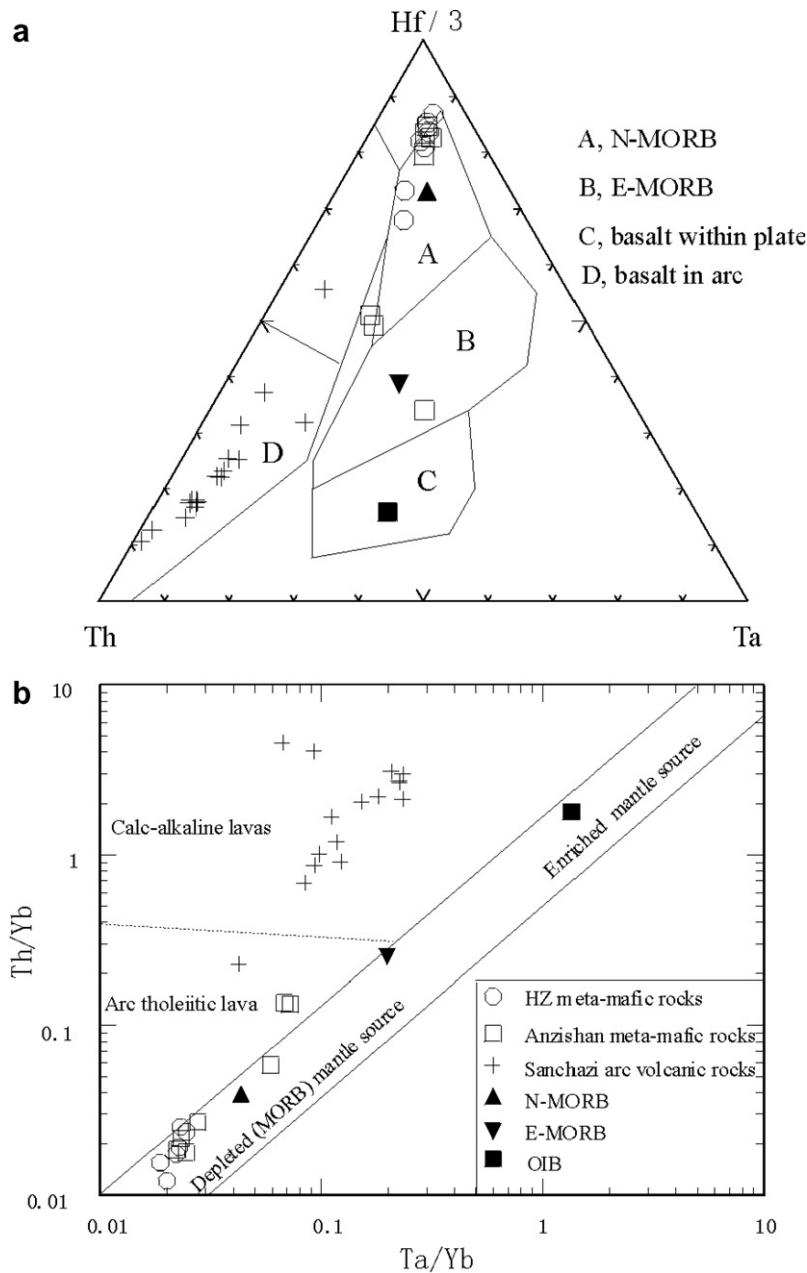 a
Hf/3
A, N-MORB
B, E-MORB
C, basalt within plate
D, basalt in arc
A
B
D
C
Th
Ta
b
10
Calc-alkaline lavas
Enriched mantle source
1
Th/Yb
Arc tholeiitic lava
0.1
Depleted (MORB) mantle source
HZ meta-mafic rocks
Anzishan meta-mafic rocks
Sanchazi arc volcanic rocks
N-MORB
E-MORB
OIB
0.01
0.01
0.1
1
10
Ta/Yb